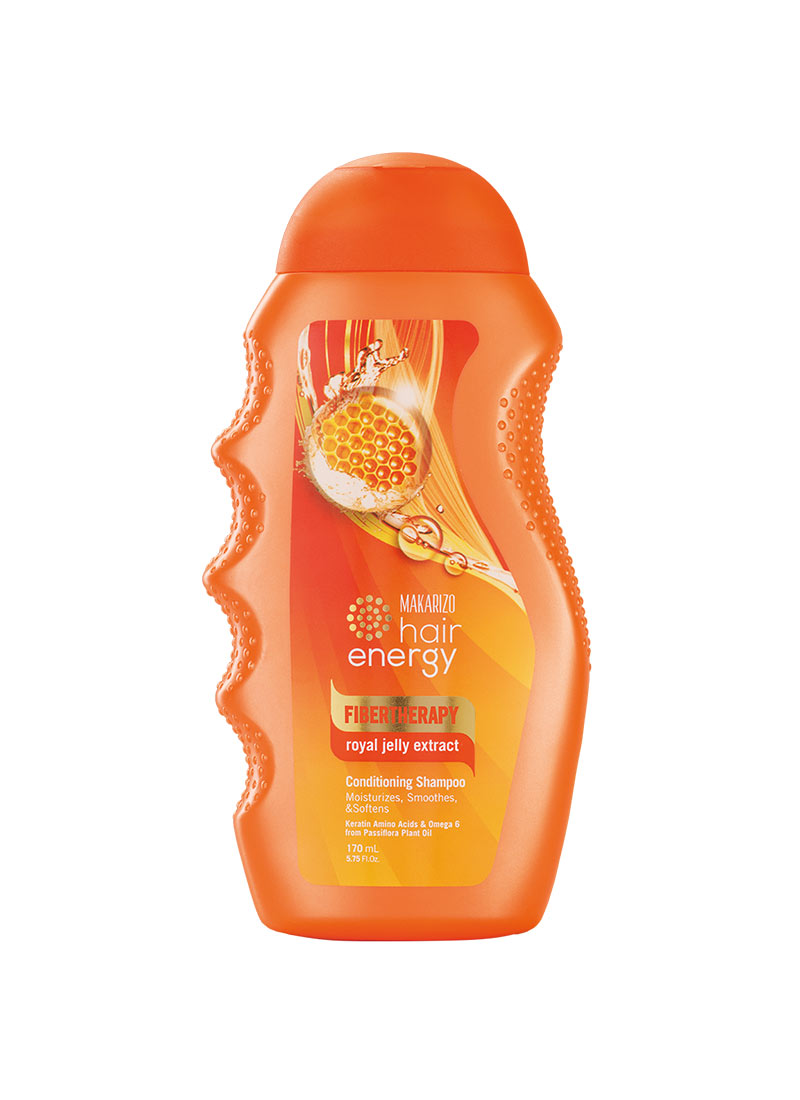 MAKARIZO
hair
energy
FIBERTHERAPY
royal jelly extract
Conditioning Shampoo
Moisturizes, Smoothes,
&Softens
Keratin Amino Acids & Omega 6
from Passiflora Plant Oil
170 mL
5.75 Fl.Oz.